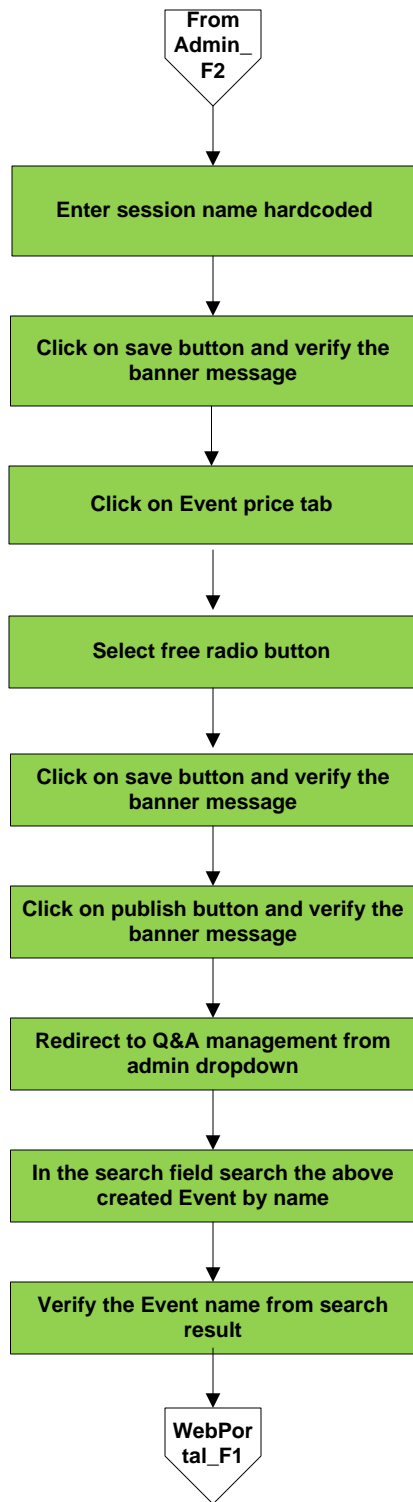 From
Admin_
F2
Enter session name hardcoded
Click on save button and verify the
banner message
Click on Event price tab
Select free radio button
Click on save button and verify the
banner message
Click on publish button and verify the
banner message
Redirect to Q&A management from
admin dropdown
In the search field search the above
created Event by name
Verify the Event name from search
result
WebPor
tal_F1